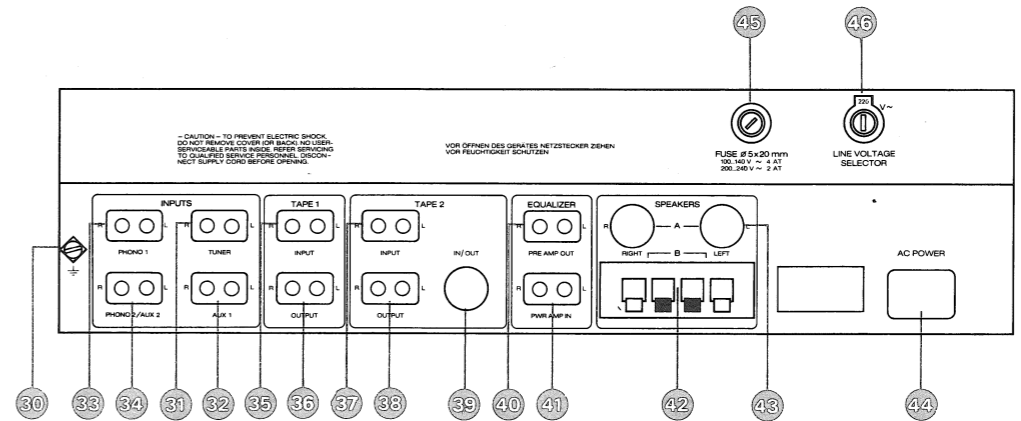 45 46
220
V~
– CAUTION – TO PREVENT ELECTRIC SHOCK,
DO NOT REMOVE COVER (OR BACK). NO USER-
SERVICEABLE PARTS INSIDE. REFER SERVICING
TO QUALIFIED SERVICE PERSONNEL. DISCON-
NECT SUPPLY CORD BEFORE OPENING.
VOR ÖFFNEN DES GERÄTES NETZSTECKER ZIEHEN
VOR FEUCHTIGKEIT SCHÜTZEN
FUSE ø 5x20 mm
100...140 V ~ 4 AT
200...240 V ~ 2 AT
LINE VOLTAGE
SELECTOR
INPUTS
R L
PHONO 1
R L
TUNER
R L
PHONO 2/AUX 2
R L
AUX 1
TAPE 1
R L
INPUT
R L
OUTPUT
TAPE 2
R L
INPUT
R L
OUTPUT
IN/OUT
EQUALIZER
R L
PRE AMP OUT
R L
PWR AMP IN
SPEAKERS
R A L
RIGHT B LEFT
AC POWER
30 33 34 31 32 35 36 37 38 39 40 41 42 43 44